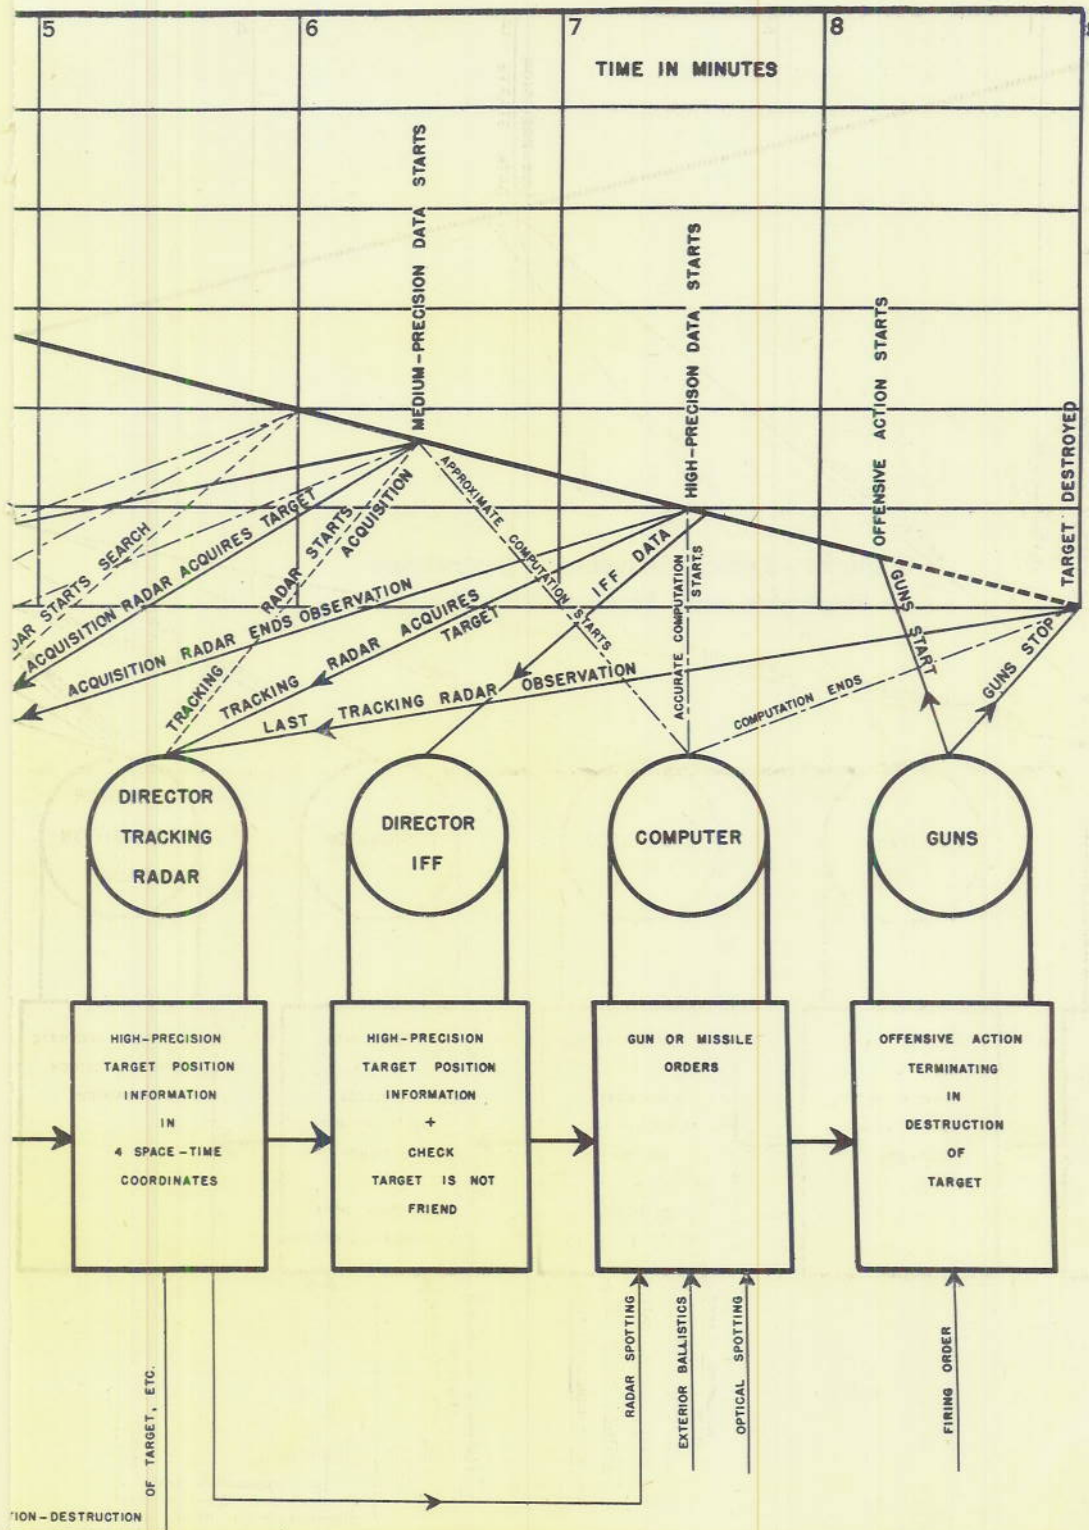 5
6
7
8
TIME IN MINUTES
MEDIUM-PRECISION DATA STARTS
HIGH-PRECISON DATA STARTS
OFFENSIVE ACTION STARTS
TARGET DESTROYED
RADAR STARTS SEARCH
ACQUISITION RADAR ACQUIRES TARGET
ACQUISITION RADAR ENDS OBSERVATION
TRACKING RADAR STARTS
ACQUISITION
TRACKING RADAR ACQUIRES
TARGET
LAST TRACKING RADAR OBSERVATION
IFF DATA
APPROXIMATE COMPUTATION STARTS
ACCURATE COMPUTATION
STARTS
COMPUTATION ENDS
GUNS START
GUNS STOP
DIRECTOR
TRACKING
RADAR
DIRECTOR
IFF
COMPUTER
GUNS
HIGH-PRECISION
TARGET POSITION
INFORMATION
IN
4 SPACE-TIME
COORDINATES
HIGH-PRECISION
TARGET POSITION
INFORMATION
+
CHECK
TARGET IS NOT
FRIEND
GUN OR MISSILE
ORDERS
OFFENSIVE ACTION
TERMINATING
IN
DESTRUCTION
OF
TARGET
OF TARGET, ETC.
RADAR SPOTTING
EXTERIOR BALLISTICS
OPTICAL SPOTTING
FIRING ORDER
TION-DESTRUCTION